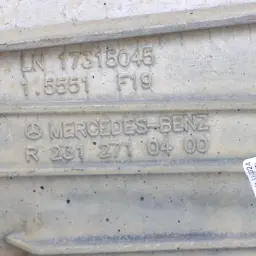 LN 17316045
1.5551 F19
MERCEDES-BENZ
R 231 271 04 00